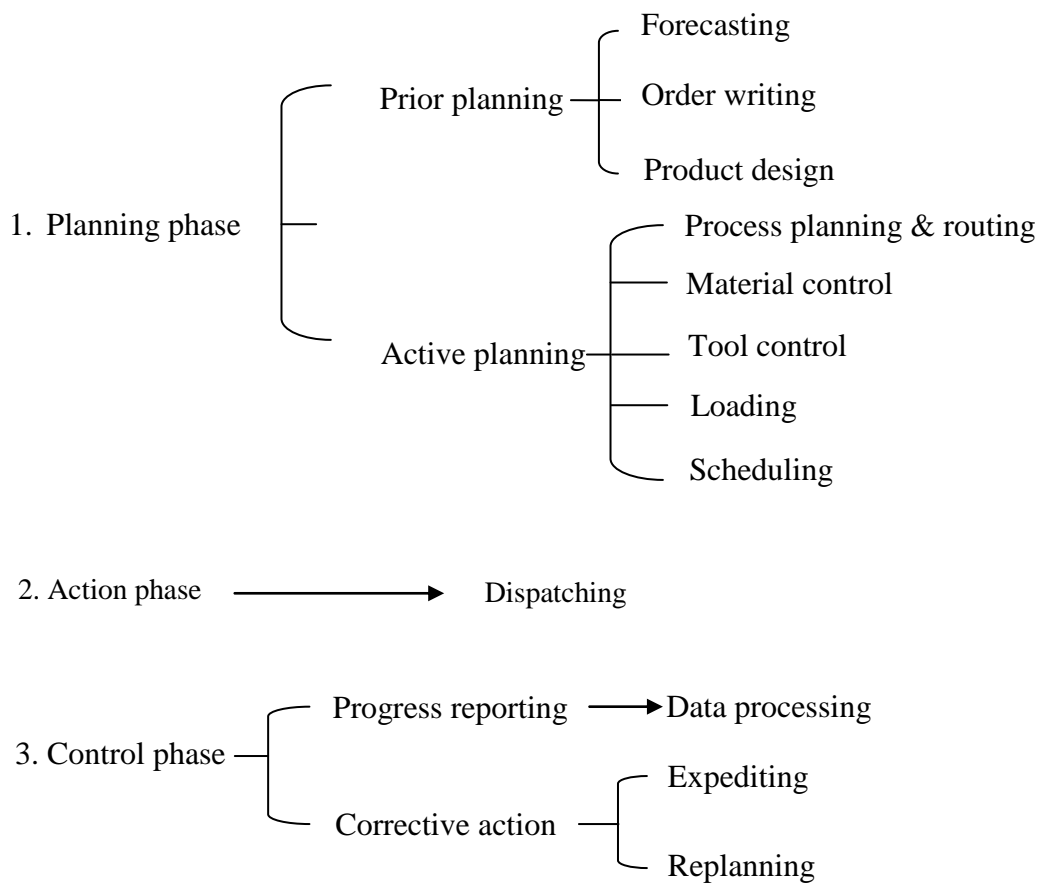 Forecasting
Prior planning
Order writing
Product design
1. Planning phase
Process planning & routing
Material control
Active planning
Tool control
Loading
Scheduling
2. Action phase
Dispatching
Progress reporting
Data processing
3. Control phase
Expediting
Corrective action
Replanning